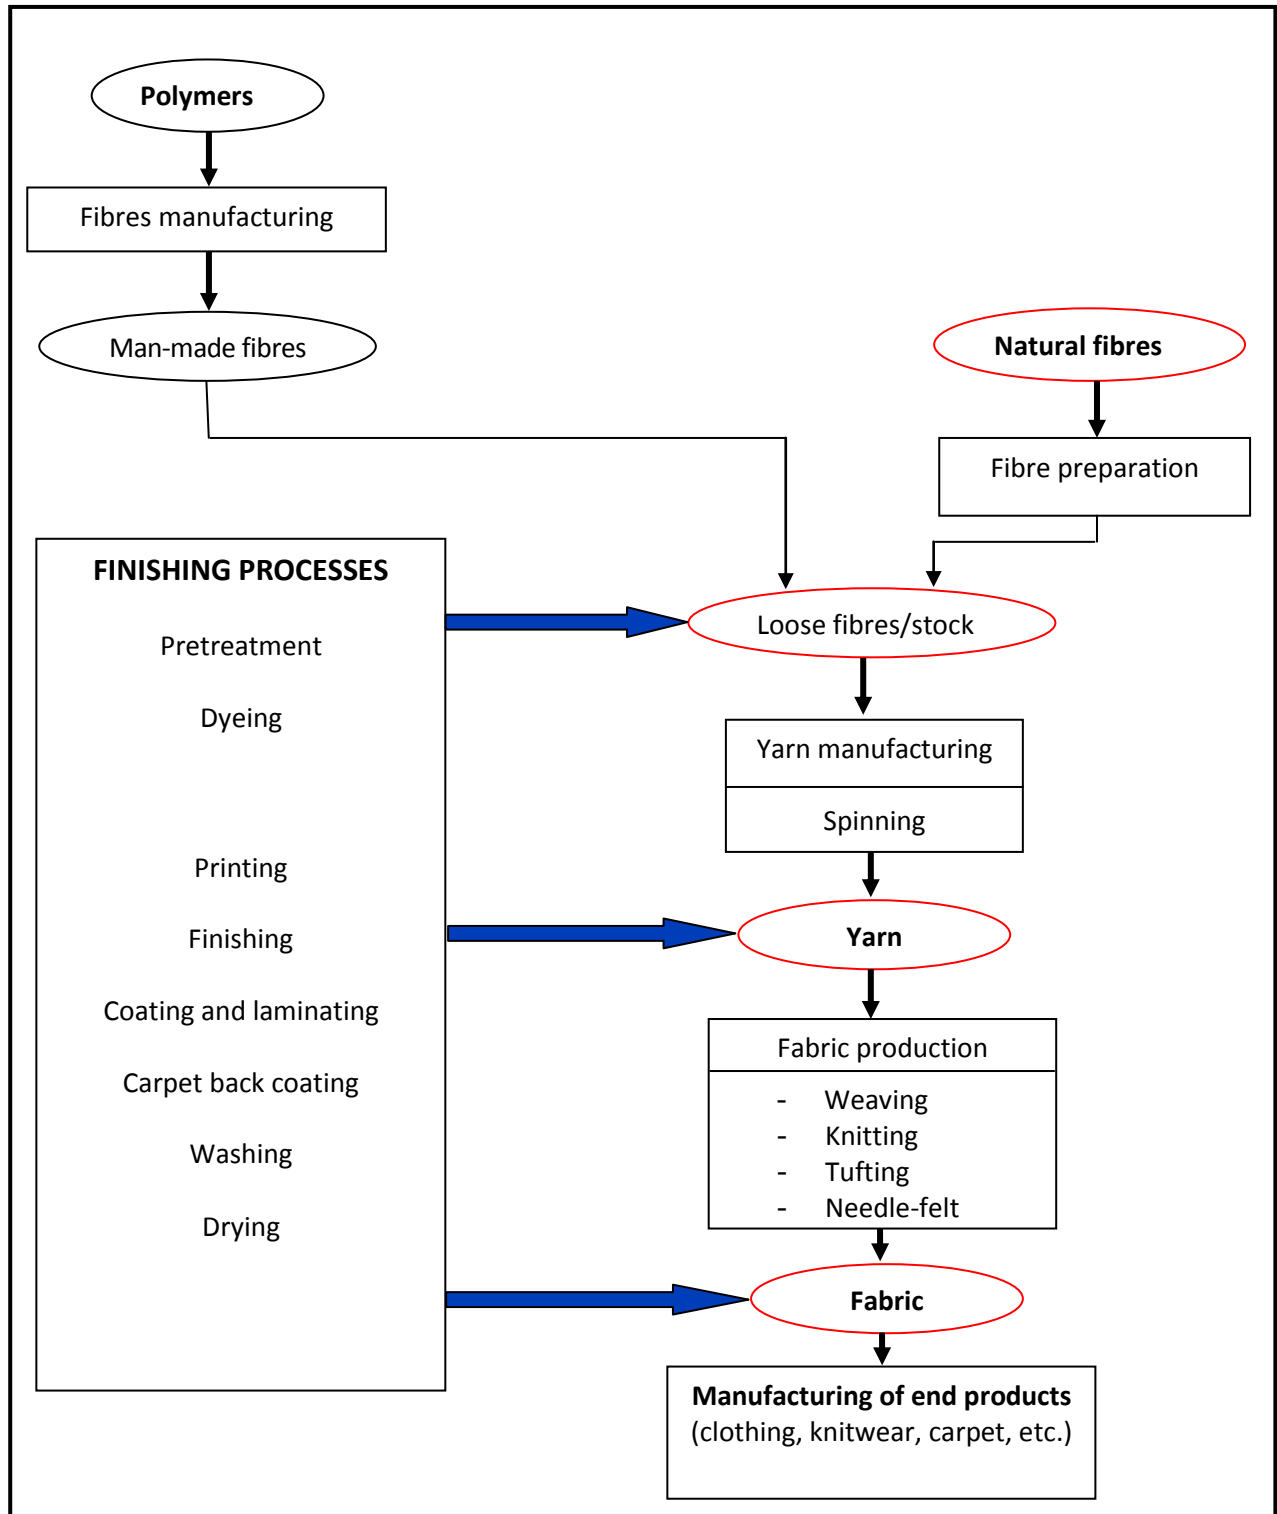 Polymers
Fibres manufacturing
Man-made fibres
Natural fibres
Fibre preparation
FINISHING PROCESSES
Pretreatment
Dyeing
Printing
Finishing
Coating and laminating
Carpet back coating
Washing
Drying
Loose fibres/stock
Yarn manufacturing
Spinning
Yarn
Fabric production
- Weaving
- Knitting
- Tufting
- Needle-felt
Fabric
Manufacturing of end products
(clothing, knitwear, carpet, etc.)